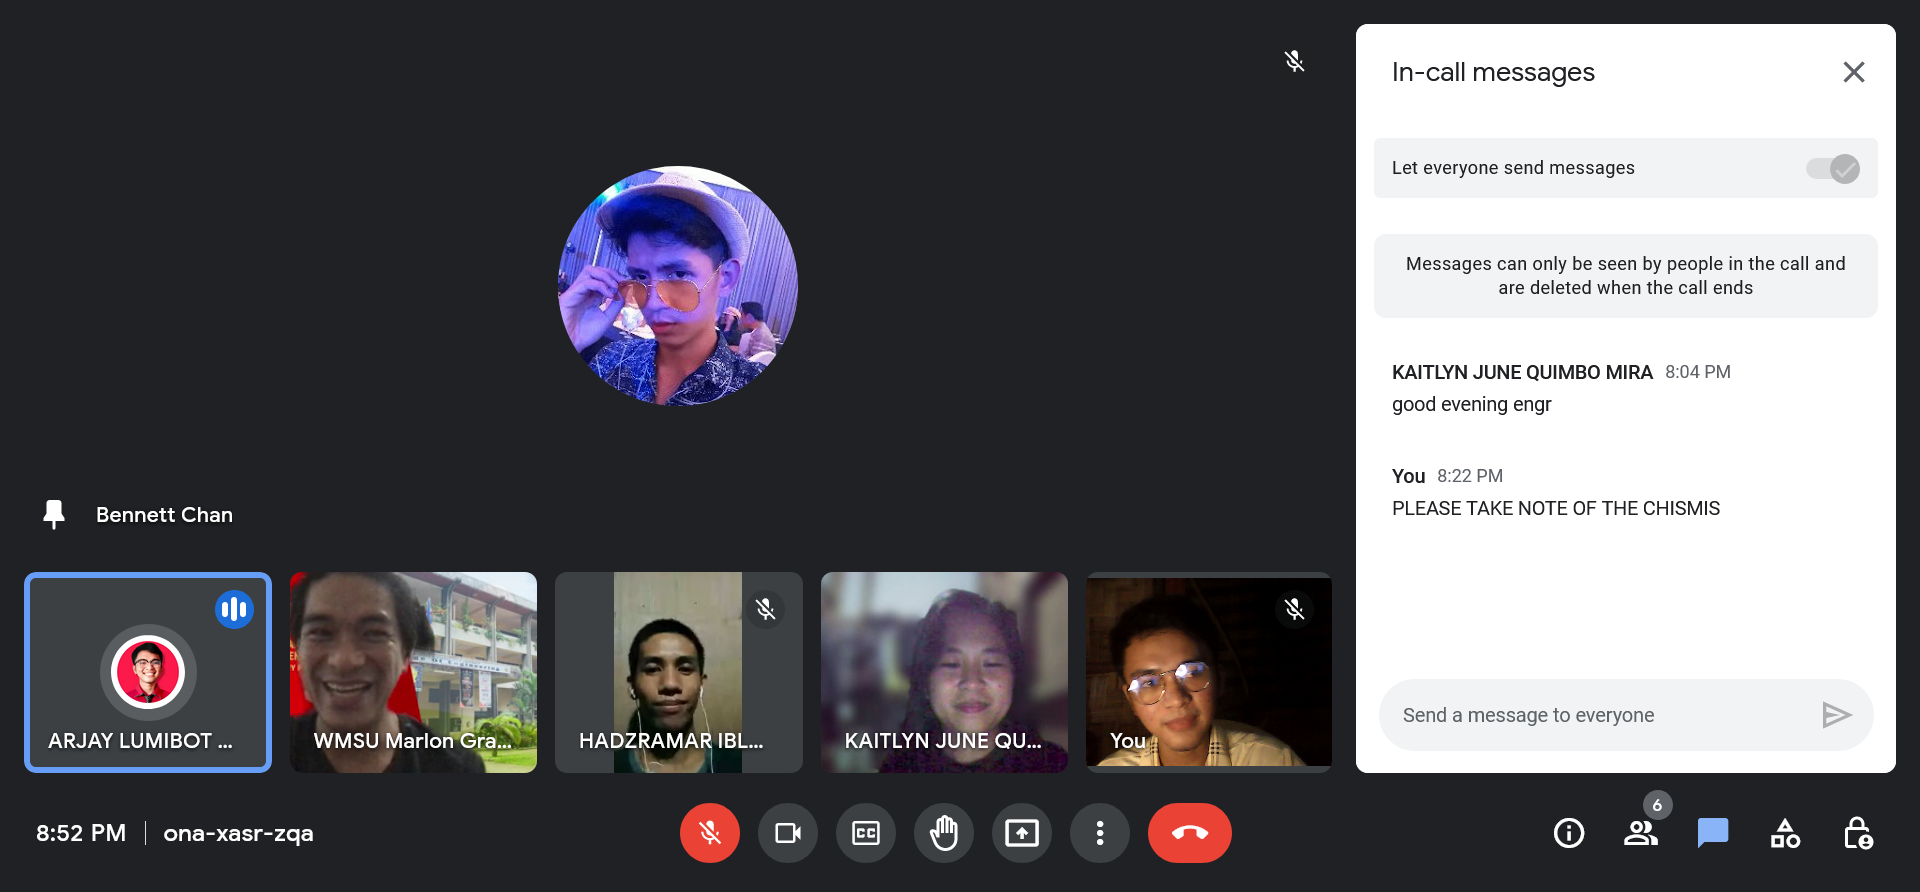 In-call messages
Let everyone send messages
Messages can only be seen by people in the call and
are deleted when the call ends
KAITLYN JUNE QUIMBO MIRA 8:04 PM
good evening engr
You 8:22 PM
PLEASE TAKE NOTE OF THE CHISMIS
Send a message to everyone
Bennett Chan
ARJAY LUMIBOT ...
WMSU Marlon Gra...
HADZRAMAR IBL...
KAITLYN JUNE QU...
You
8:52 PM | ona-xasr-zqa
CC
6